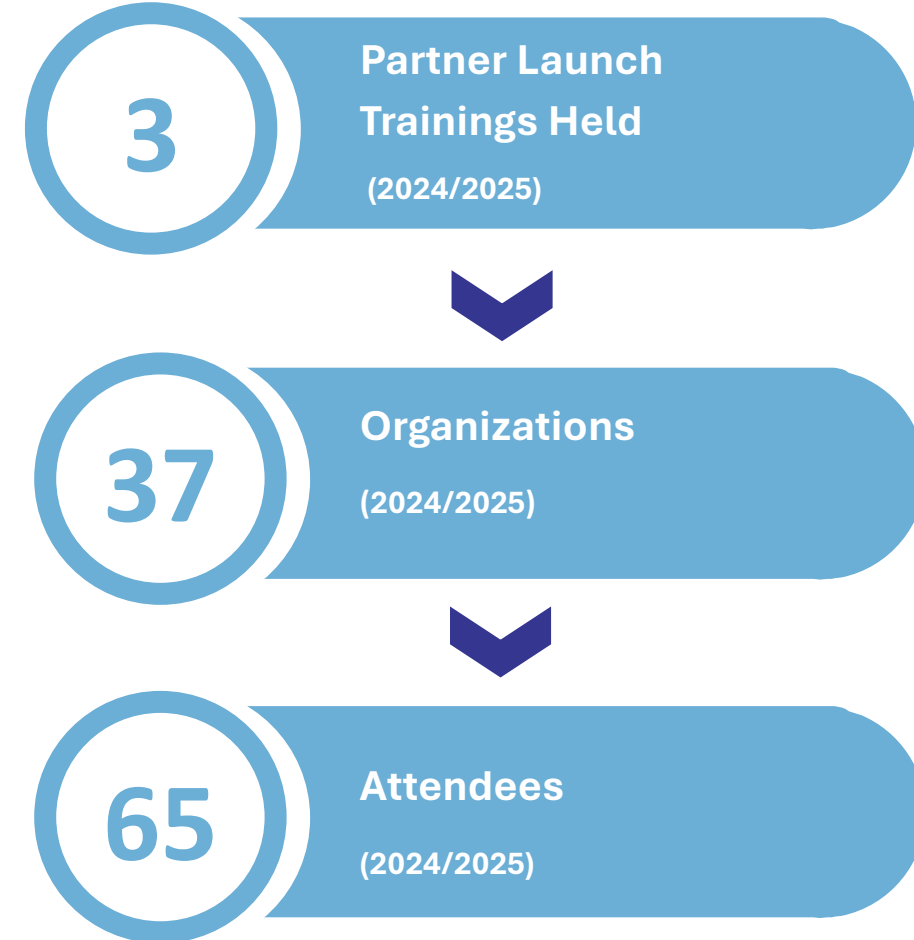 3
Partner Launch
Trainings Held
(2024/2025)
37
Organizations
(2024/2025)
65
Attendees
(2024/2025)